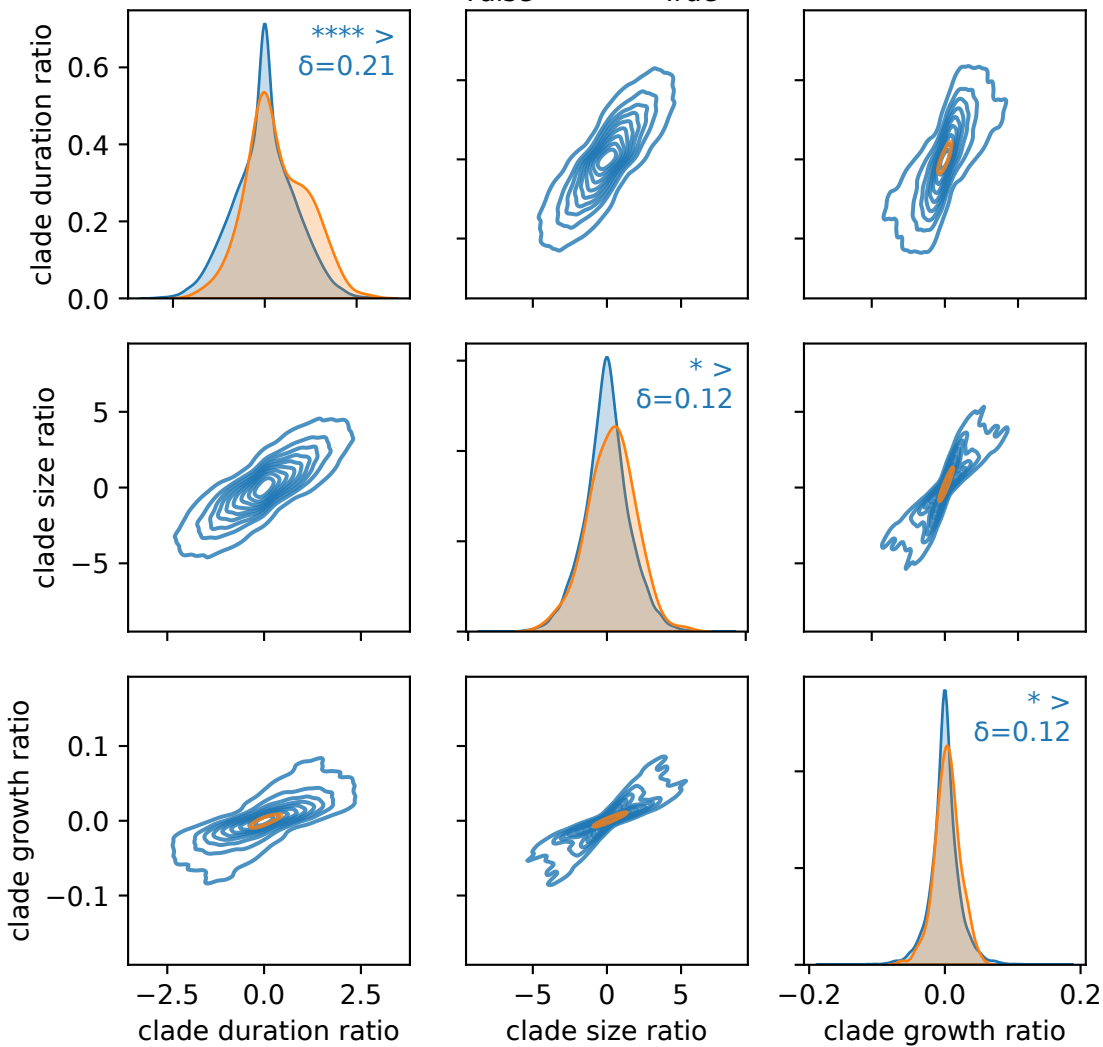 False True
0.6
0.4
0.2
0.0
clade duration ratio
**** >
δ=0.21
5
0
−5
clade size ratio
* >
δ=0.12
0.1
0.0
−0.1
clade growth ratio
* >
δ=0.12
−2.5 0.0 2.5
−5 0 5
−0.2 0.0 0.2
clade duration ratio
clade size ratio
clade growth ratio